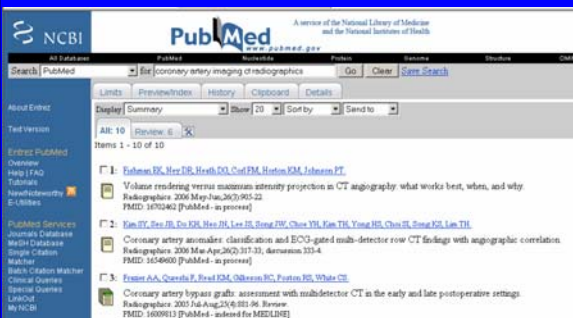 NCBI
PubMed
www.pubmed.gov
A service of the National Library of Medicine
and the National Institutes of Health
All Databases PubMed Nucleotide Protein Genome Structure OMI
Search PubMed for coronary artery imaging ct radiographics Go Clear Save Search
Limits Preview/Index History Clipboard Details
About Entrez
Display Summary Show 20 Sort by Send to
Text Version
All: 10 Review: 6
Items 1 - 10 of 10
Entrez PubMed
Overview
Help | FAQ
Tutorials
New/Noteworthy
E-Utilities
PubMed Services
Journals Database
MeSH Database
Single Citation
Matcher
Batch Citation Matcher
Clinical Queries
Special Queries
LinkOut
My NCBI
1: Fishman EK, Ney DR, Heath DG, Corl FM, Horton KM, Johnson PT.
Volume rendering versus maximum intensity projection in CT angiography: what works best, when, and why.
Radiographics. 2006 May-Jun;26(3):905-22.
PMID: 16702462 [PubMed - in process]
2: Kim SY, Seo JB, Do KH, Heo JN, Lee JS, Song JW, Choe YH, Kim TH, Yong HS, Choi SI, Song KS, Lim TH.
Coronary artery anomalies: classification and ECG-gated multi-detector row CT findings with angiographic correlation.
Radiographics. 2006 Mar-Apr;26(2):317-33; discussion 333-4.
PMID: 16549600 [PubMed - in process]
3: Frazier AA, Qureshi F, Read KM, Gilkeson RC, Poston RS, White CS.
Coronary artery bypass grafts: assessment with multidetector CT in the early and late postoperative settings.
Radiographics. 2005 Jul-Aug;25(4):881-96. Review.
PMID: 16009813 [PubMed - indexed for MEDLINE]